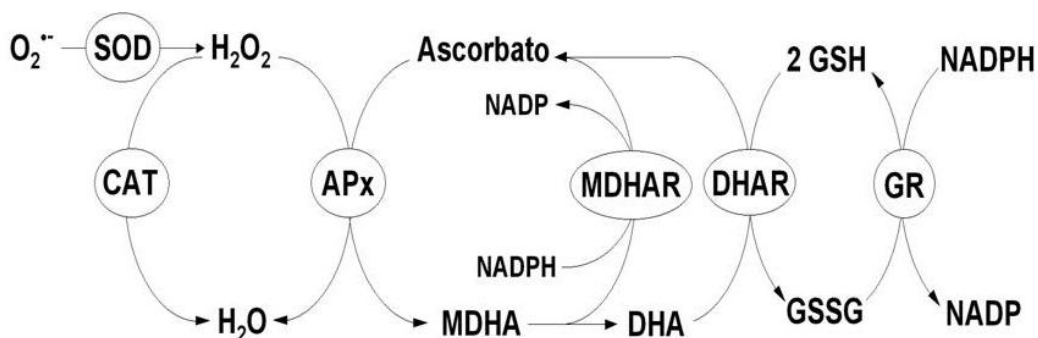 O₂•- SOD H₂O₂ Ascorbato 2 GSH NADPH
NADP
CAT APx MDHAR DHAR GR
NADPH
H₂O MDHA DHA GSSG NADP